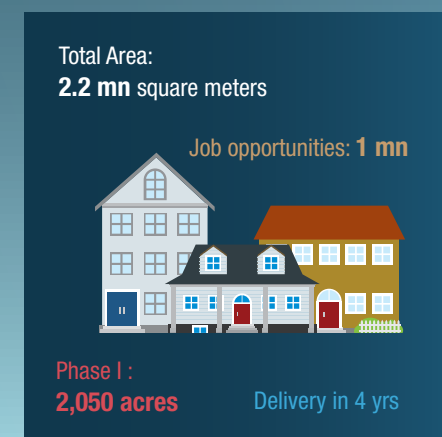 Total Area:
2.2 mn square meters
Job opportunities: 1 mn
Phase I :
2,050 acres
Delivery in 4 yrs